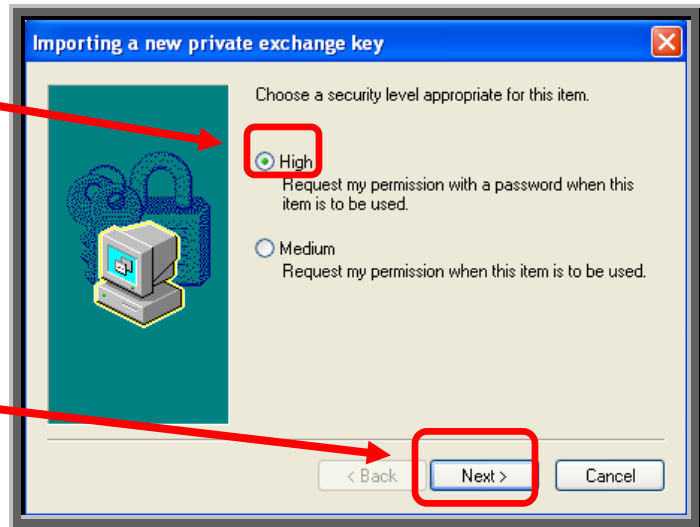 Importing a new private exchange key
Choose a security level appropriate for this item.
High
Request my permission with a password when this
item is to be used.
Medium
Request my permission when this item is to be used.
< Back
Next >
Cancel